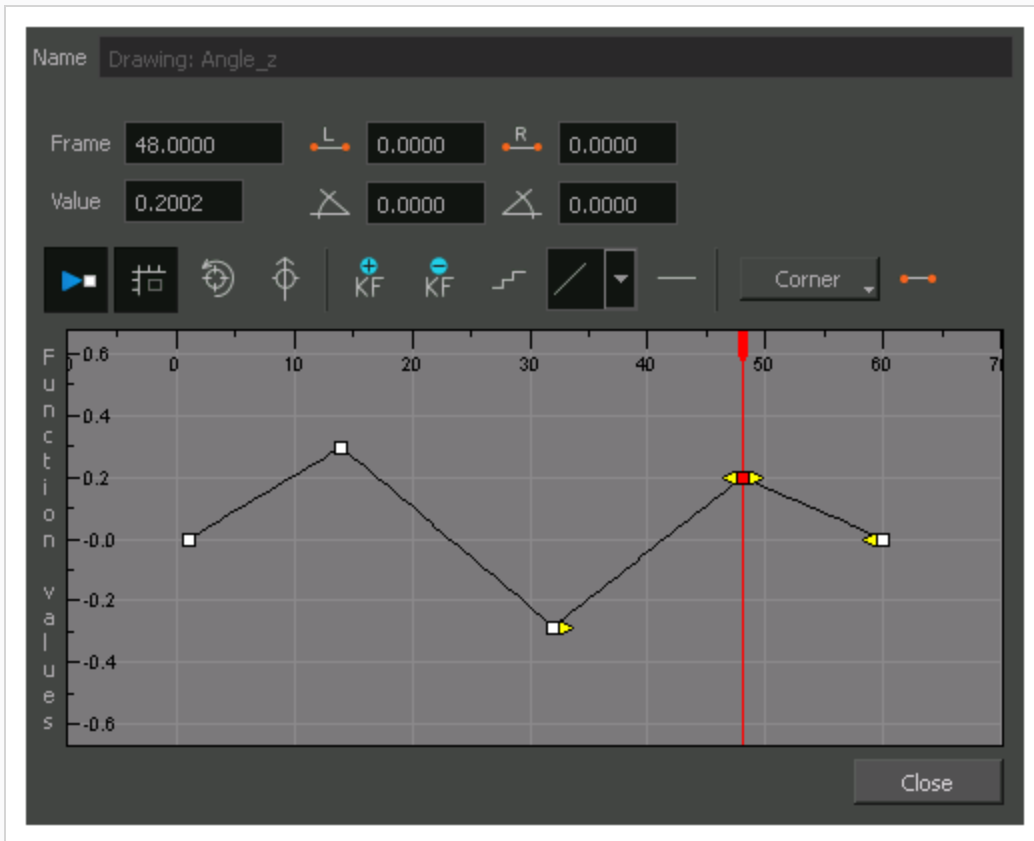 Name Drawing: Angle_z
Frame 48.0000 L 0.0000 R 0.0000
Value 0.2002 0.0000 0.0000
KF KF Corner
Function values
0 10 20 30 40 50 60
-0.6
-0.4
-0.2
-0.0
-0.2
-0.4
-0.6
Close